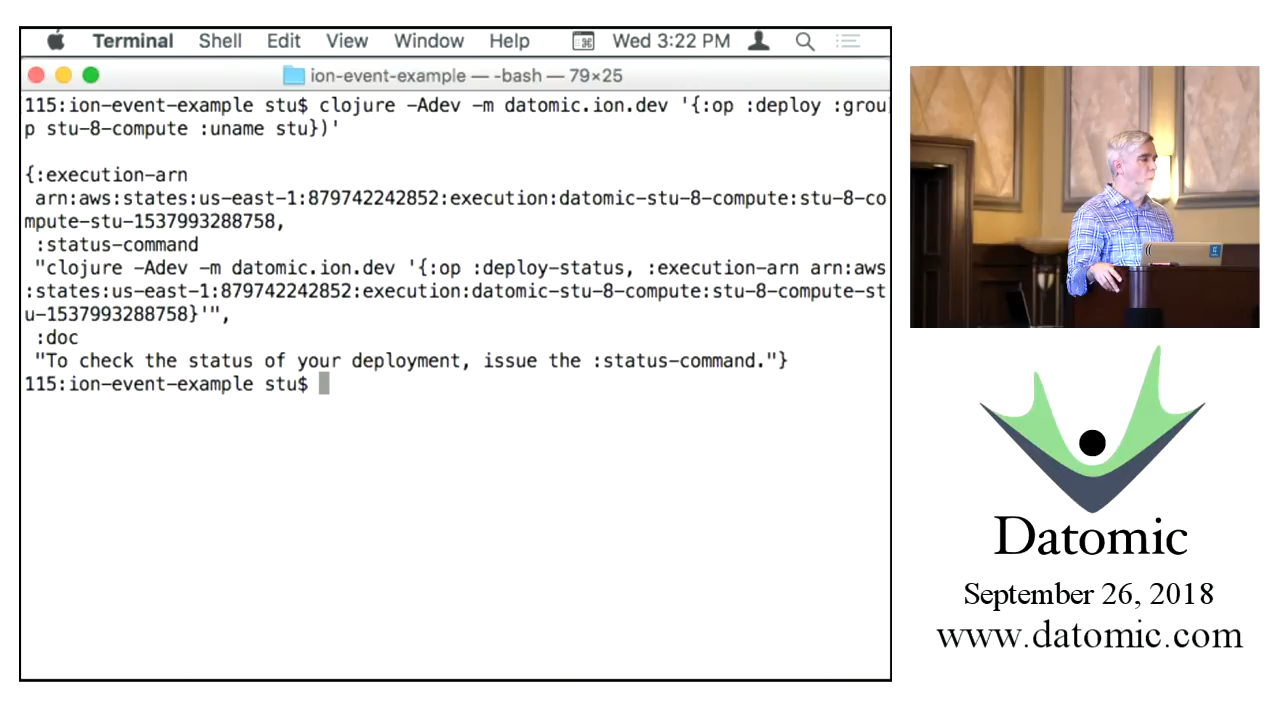 Terminal Shell Edit View Window Help Wed 3:22 PM
ion-event-example — -bash — 79×25
115:ion-event-example stu$ clojure -Adev -m datomic.ion.dev '{:op :deploy :grou
p stu-8-compute :uname stu})'
{:execution-arn
arn:aws:states:us-east-1:879742242852:execution:datomic-stu-8-compute:stu-8-co
mpute-stu-1537993288758,
:status-command
"clojure -Adev -m datomic.ion.dev '{:op :deploy-status, :execution-arn arn:aws
:states:us-east-1:879742242852:execution:datomic-stu-8-compute:stu-8-compute-st
u-1537993288758}'",
:doc
"To check the status of your deployment, issue the :status-command."}
115:ion-event-example stu$
Datomic
September 26, 2018
www.datomic.com